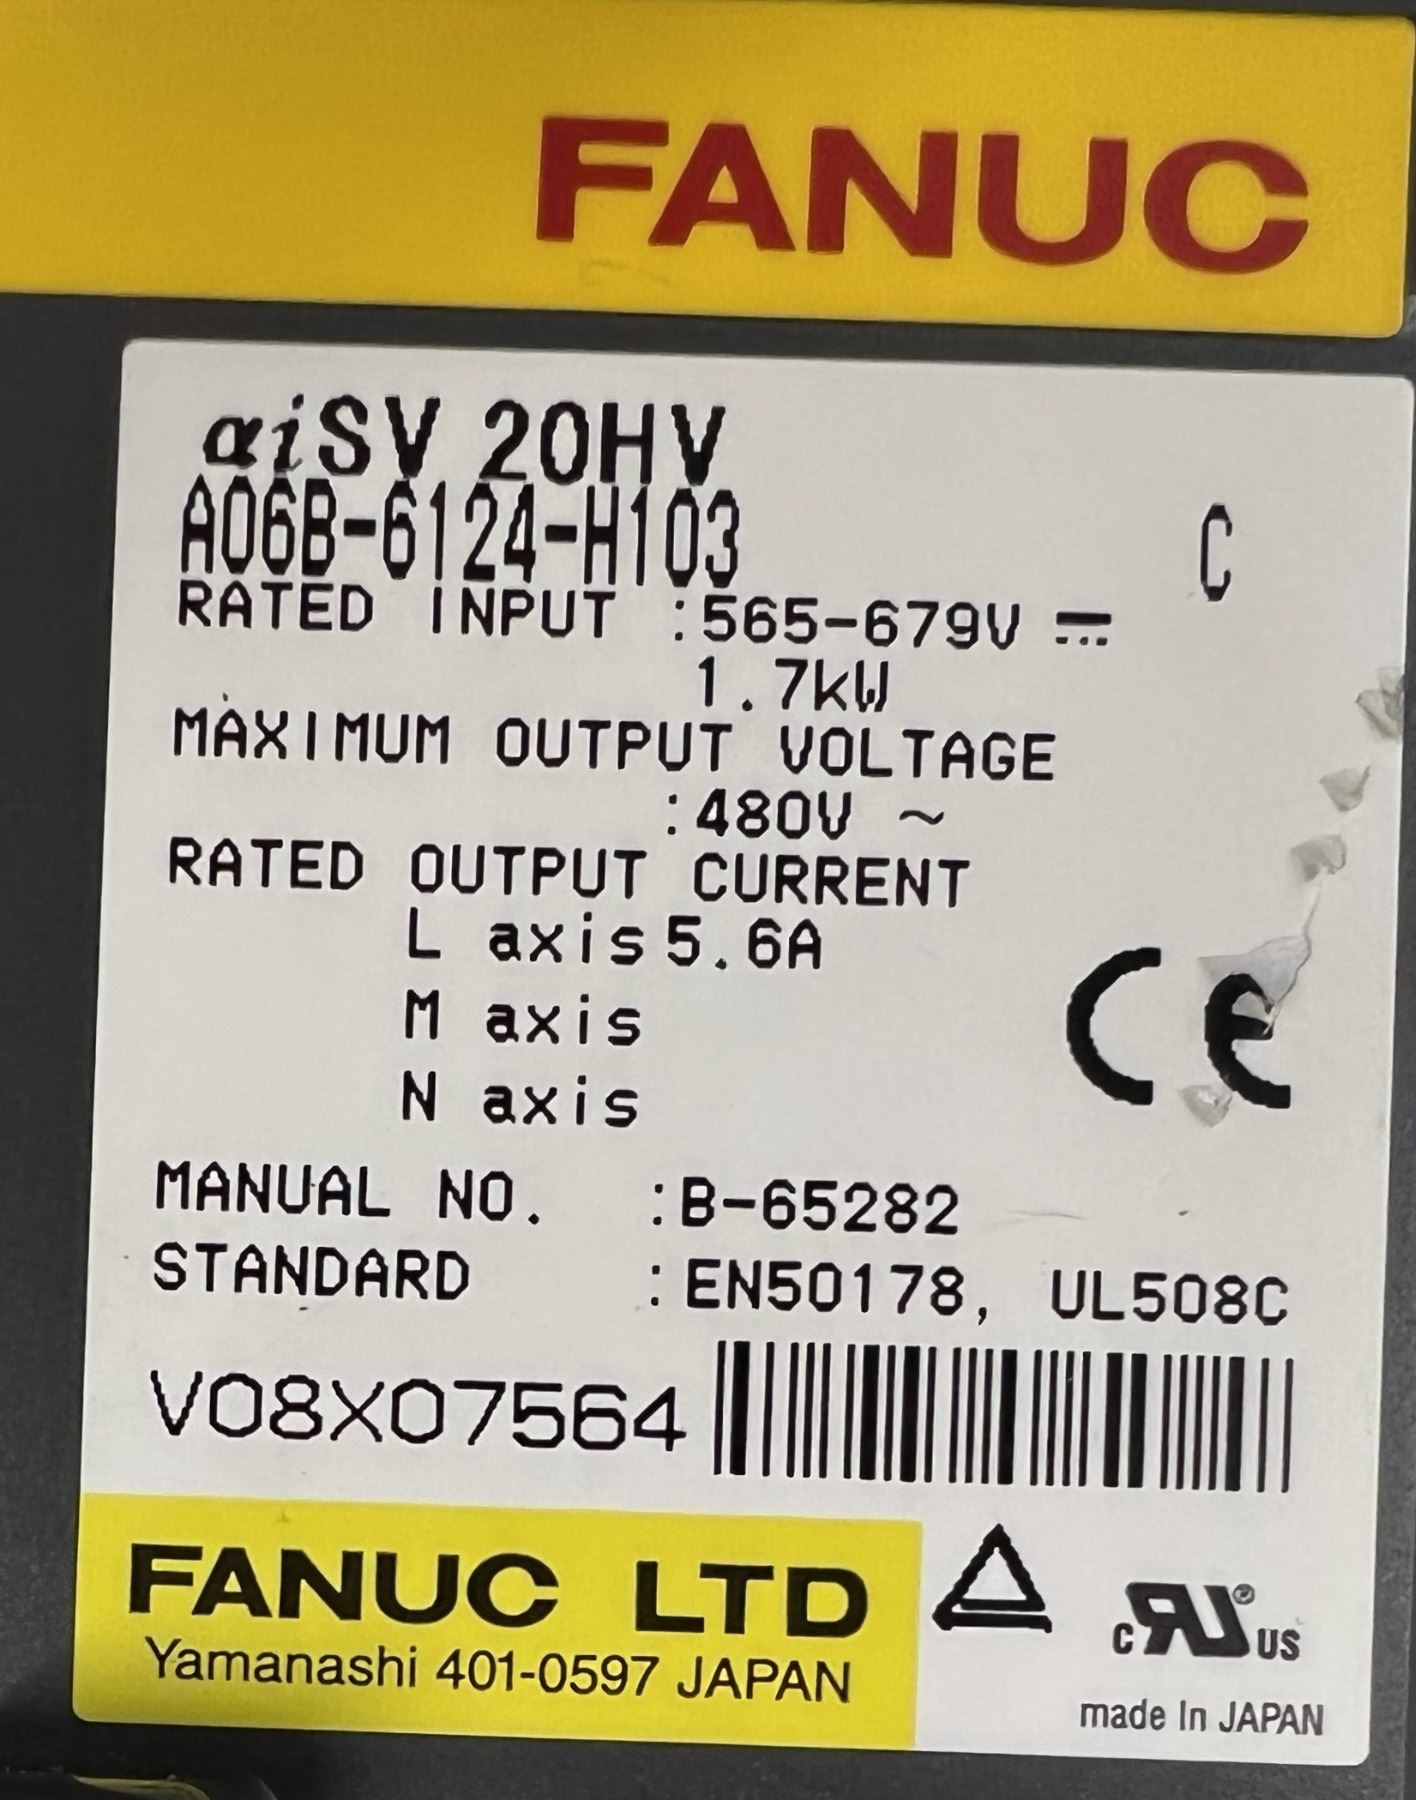 FANUC
αiSV 20HV
A06B-6124-H103 C
RATED INPUT :565-679V ⎓
1.7kW
MAXIMUM OUTPUT VOLTAGE
:480V ~
RATED OUTPUT CURRENT
L axis 5.6A
M axis
N axis
CE
MANUAL NO. :B-65282
STANDARD :EN50178, UL508C
V08X07564
FANUC LTD
Yamanashi 401-0597 JAPAN
c RU ® US
made In JAPAN